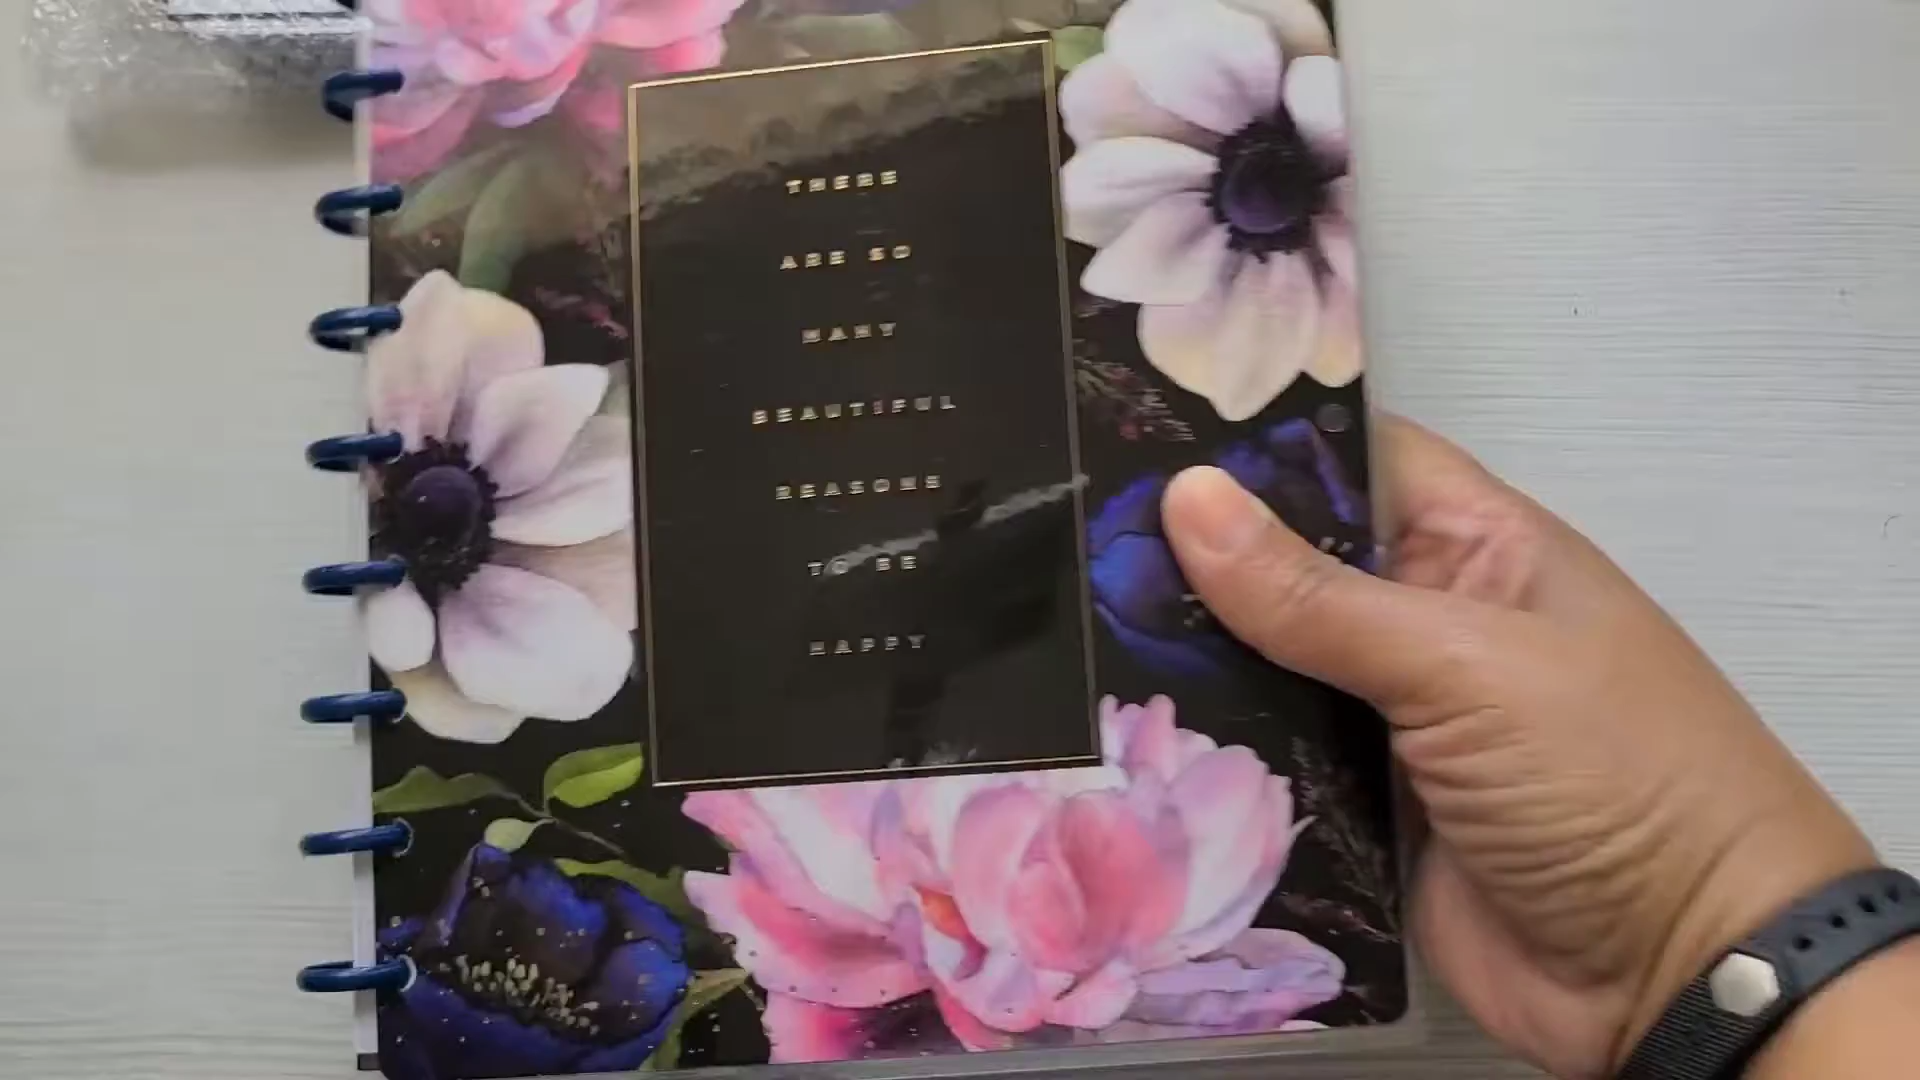 THERE
ARE SO
MANY
BEAUTIFUL
REASONS
TO BE
HAPPY